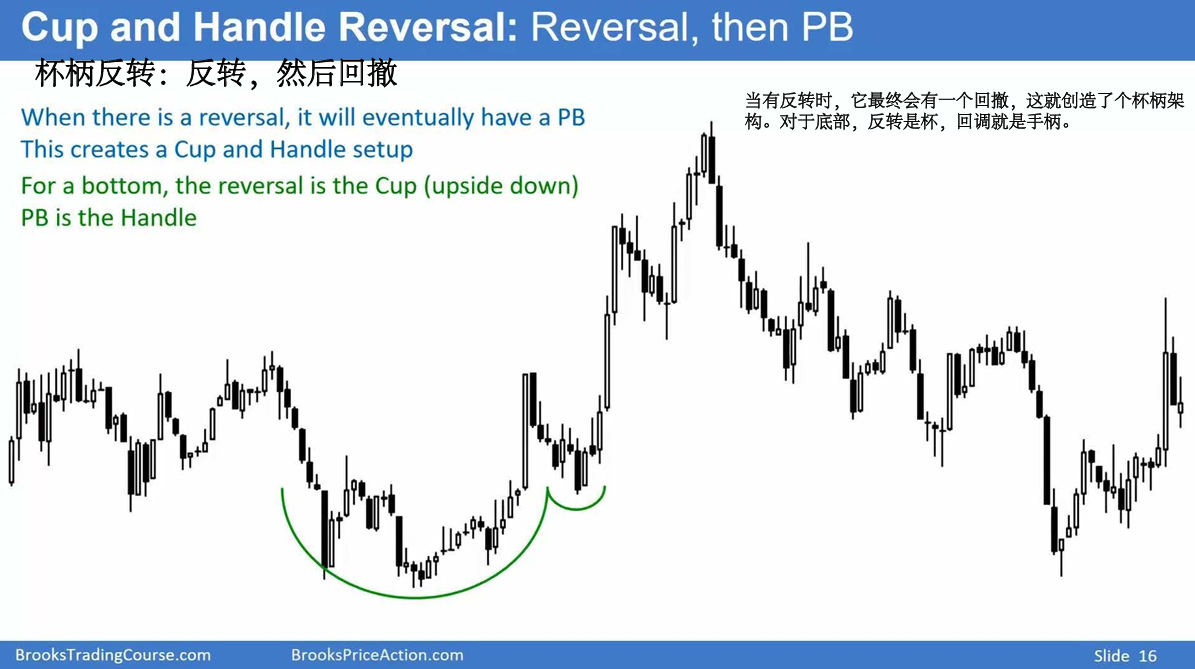 Cup and Handle Reversal: Reversal, then PB
杯柄反转：反转，然后回撤
When there is a reversal, it will eventually have a PB
This creates a Cup and Handle setup
For a bottom, the reversal is the Cup (upside down)
PB is the Handle
当有反转时，它最终会有一个回撤，这就创造了个杯柄架
构。对于底部，反转是杯，回调就是手柄。
BrooksTradingCourse.com
BrooksPriceAction.com
Slide 16